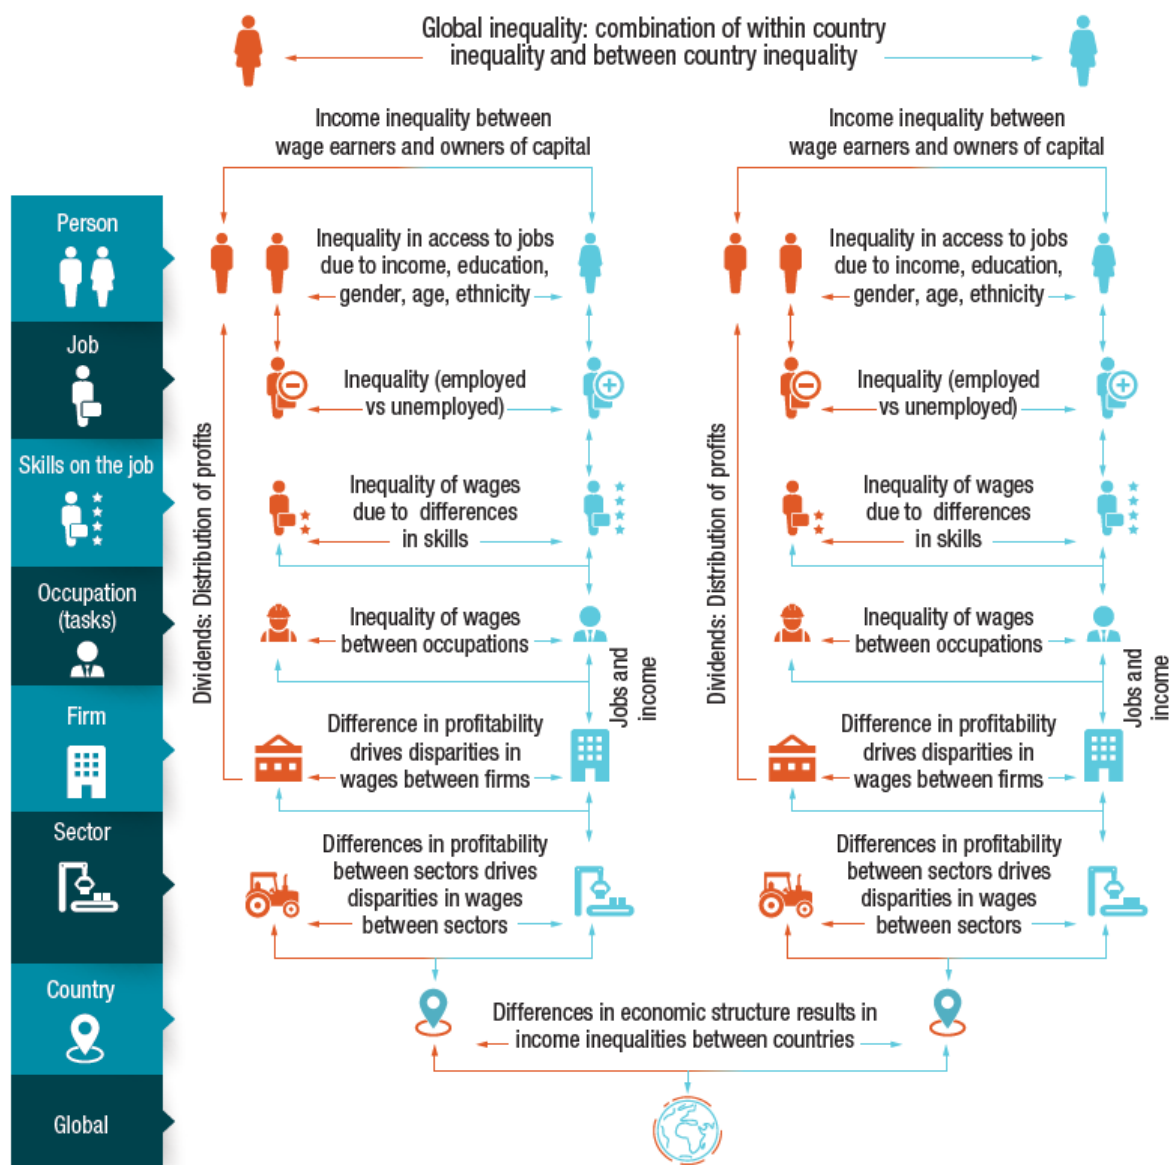 Global inequality: combination of within country
inequality and between country inequality
Income inequality between
wage earners and owners of capital
Income inequality between
wage earners and owners of capital
Person
Inequality in access to jobs
due to income, education,
gender, age, ethnicity
Inequality in access to jobs
due to income, education,
gender, age, ethnicity
Job
Inequality (employed
vs unemployed)
Inequality (employed
vs unemployed)
Skills on the job
Inequality of wages
due to differences
in skills
Inequality of wages
due to differences
in skills
Dividends: Distribution of profits
Dividends: Distribution of profits
Occupation
(tasks)
Inequality of wages
between occupations
Inequality of wages
between occupations
Jobs and
income
Jobs and
income
Firm
Difference in profitability
drives disparities in
wages between firms
Difference in profitability
drives disparities in
wages between firms
Sector
Differences in profitability
between sectors drives
disparities in wages
between sectors
Differences in profitability
between sectors drives
disparities in wages
between sectors
Country
Differences in economic structure results in
income inequalities between countries
Global